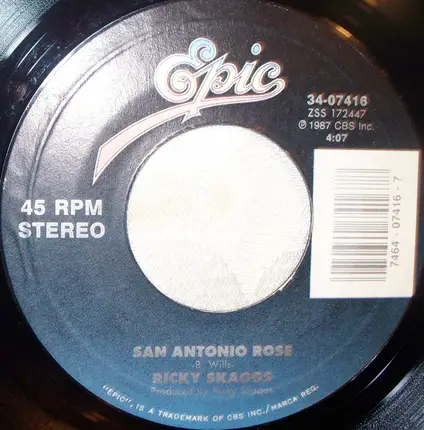 Epic
34-07416
ZSS 172447
℗ 1987 CBS Inc.
4:07
45 RPM
STEREO
7464-07416-7
SAN ANTONIO ROSE
-B. Wills-
RICKY SKAGGS
Produced by Ricky Skaggs
"EPIC" IS A TRADEMARK OF CBS INC./MARCA REG.